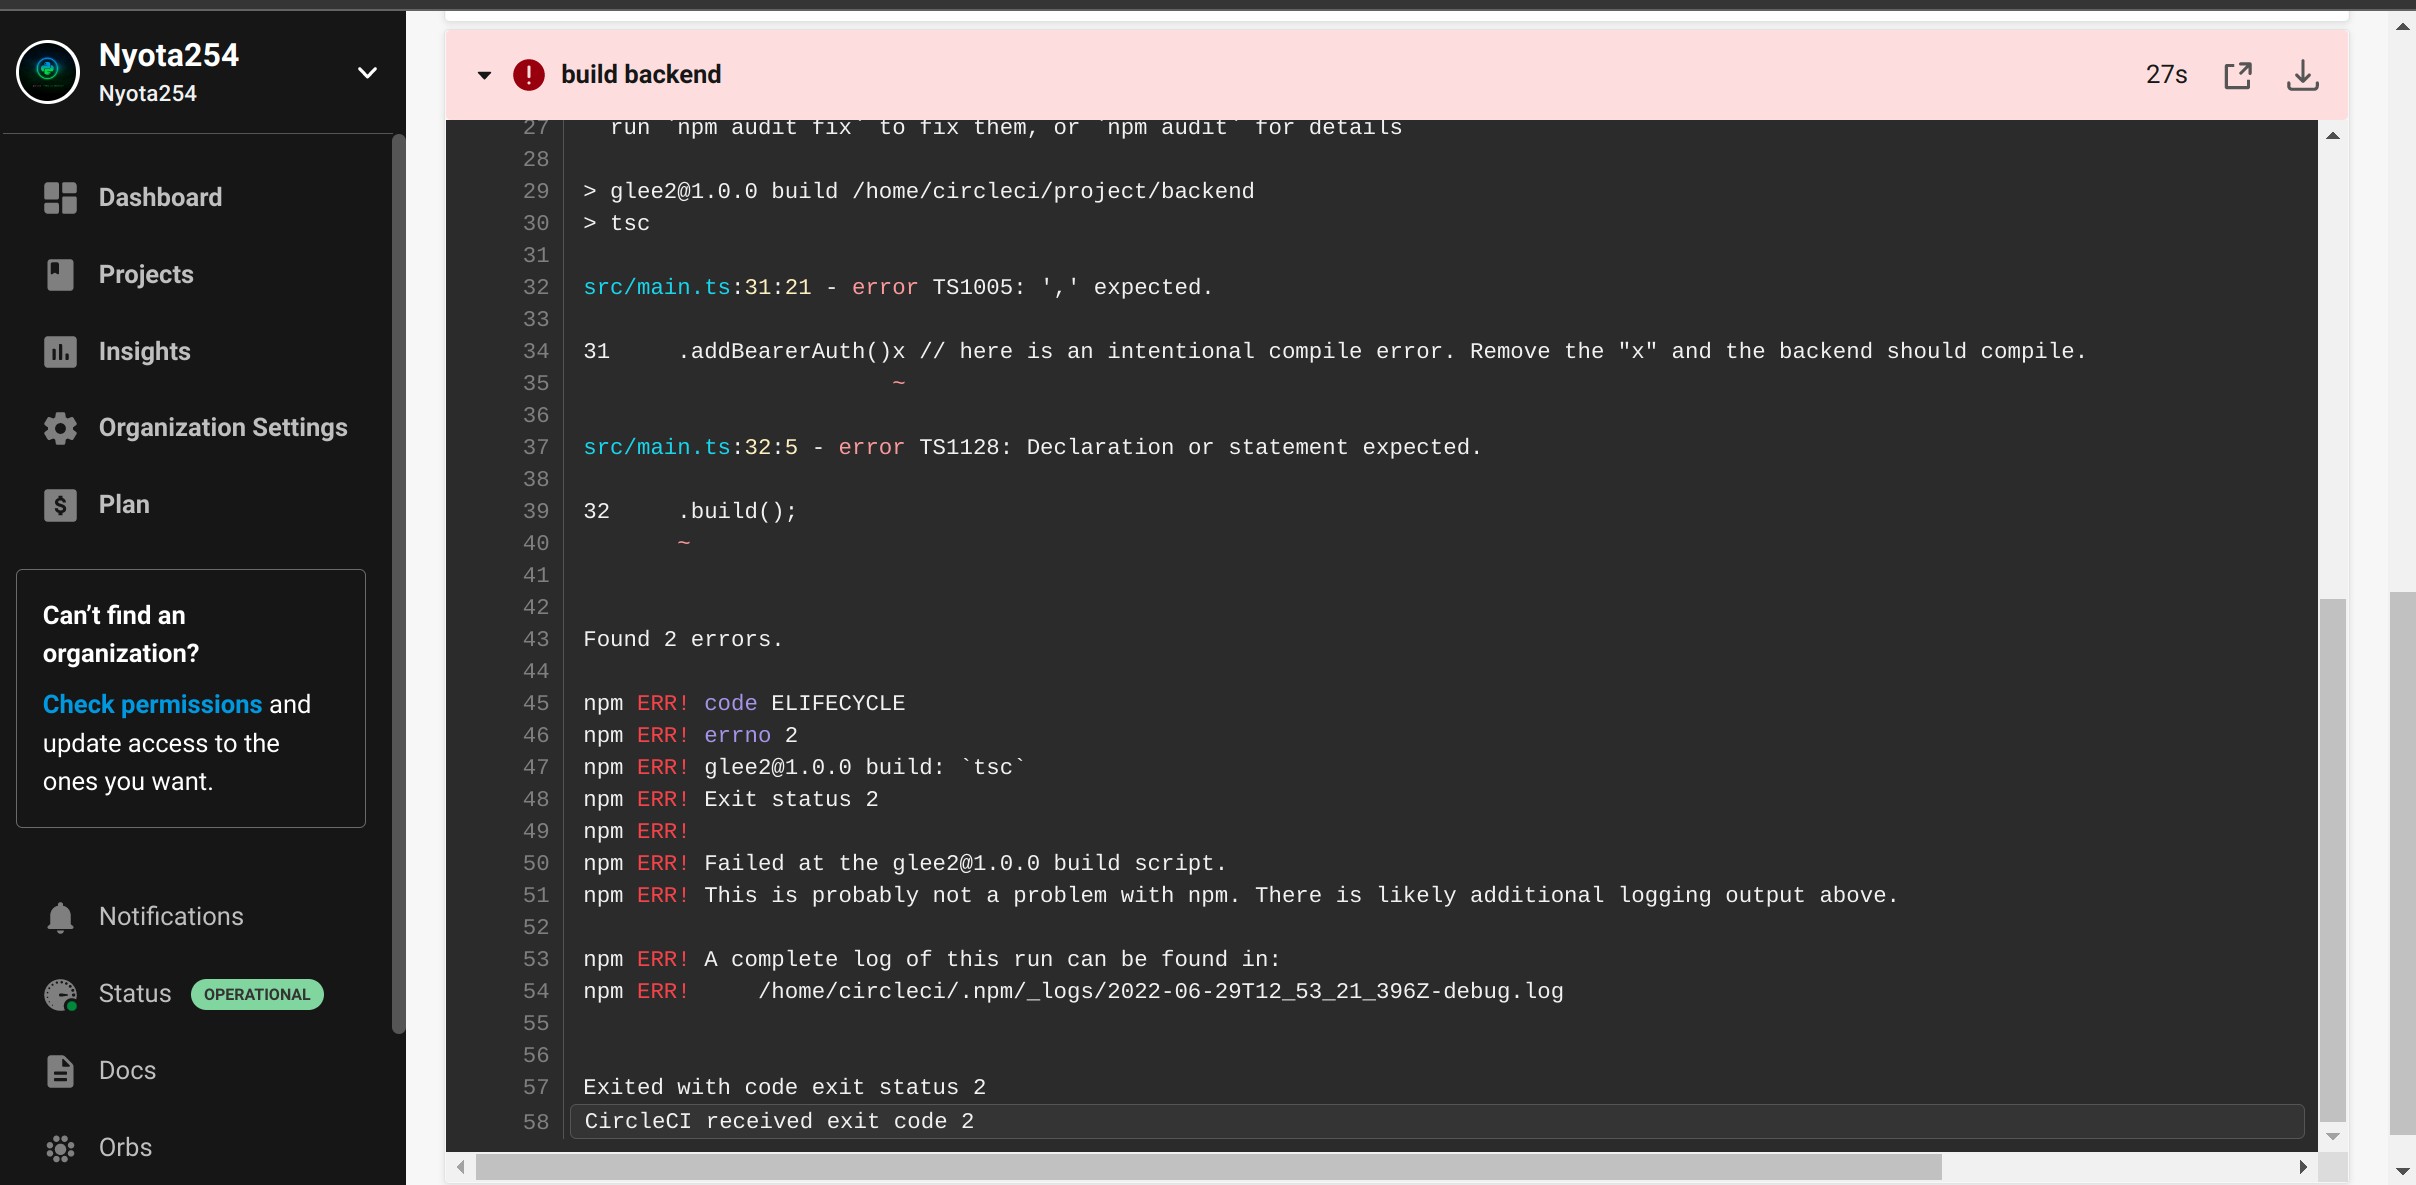 Nyota254
Nyota254
Dashboard
Projects
Insights
Organization Settings
Plan
Can’t find an
organization?
Check permissions and
update access to the
ones you want.
Notifications
Status OPERATIONAL
Docs
Orbs
build backend 27s
27 run `npm audit fix` to fix them, or `npm audit` for details
28
29 > glee2@1.0.0 build /home/circleci/project/backend
30 > tsc
31
32 src/main.ts:31:21 - error TS1005: ',' expected.
33
34 31     .addBearerAuth()x // here is an intentional compile error. Remove the "x" and the backend should compile.
35 ~
36
37 src/main.ts:32:5 - error TS1128: Declaration or statement expected.
38
39 32     .build();
40 ~
41
42
43 Found 2 errors.
44
45 npm ERR! code ELIFECYCLE
46 npm ERR! errno 2
47 npm ERR! glee2@1.0.0 build: `tsc`
48 npm ERR! Exit status 2
49 npm ERR!
50 npm ERR! Failed at the glee2@1.0.0 build script.
51 npm ERR! This is probably not a problem with npm. There is likely additional logging output above.
52
53 npm ERR! A complete log of this run can be found in:
54 npm ERR!     /home/circleci/.npm/_logs/2022-06-29T12_53_21_396Z-debug.log
55
56
57 Exited with code exit status 2
58 CircleCI received exit code 2